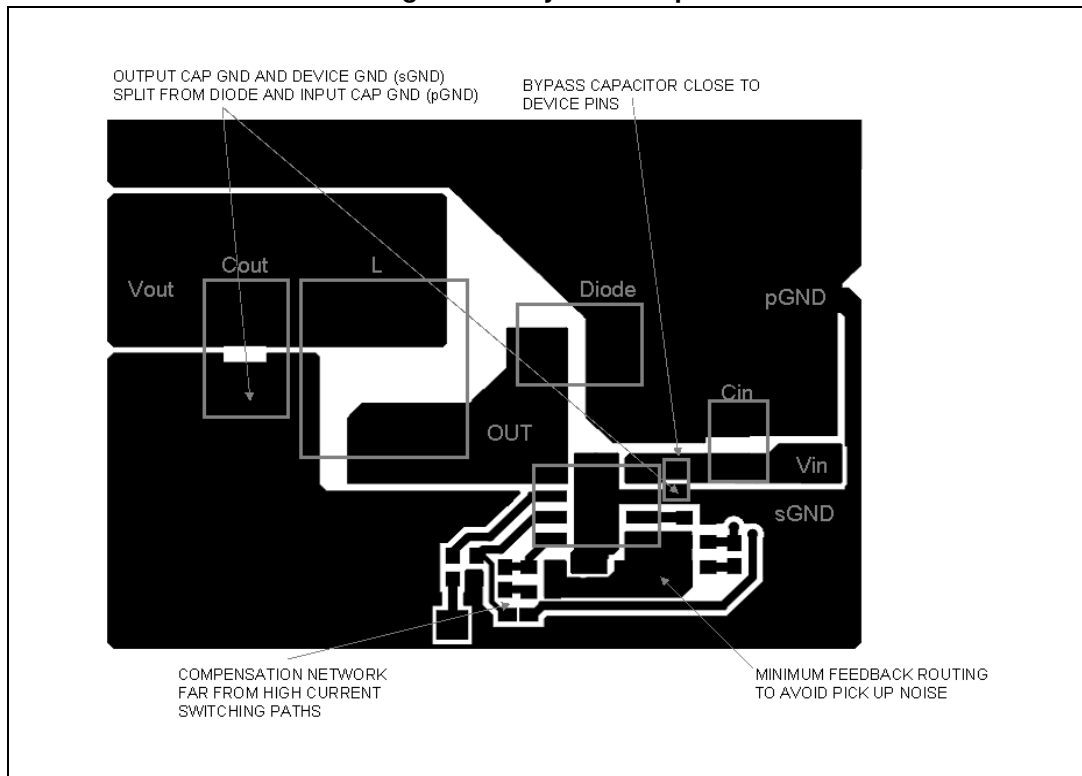 OUTPUT CAP GND AND DEVICE GND (sGND)
SPLIT FROM DIODE AND INPUT CAP GND (pGND)
BYPASS CAPACITOR CLOSE TO
DEVICE PINS
Cout
L
Vout
Diode
pGND
Cin
OUT
Vin
sGND
COMPENSATION NETWORK
FAR FROM HIGH CURRENT
SWITCHING PATHS
MINIMUM FEEDBACK ROUTING
TO AVOID PICK UP NOISE